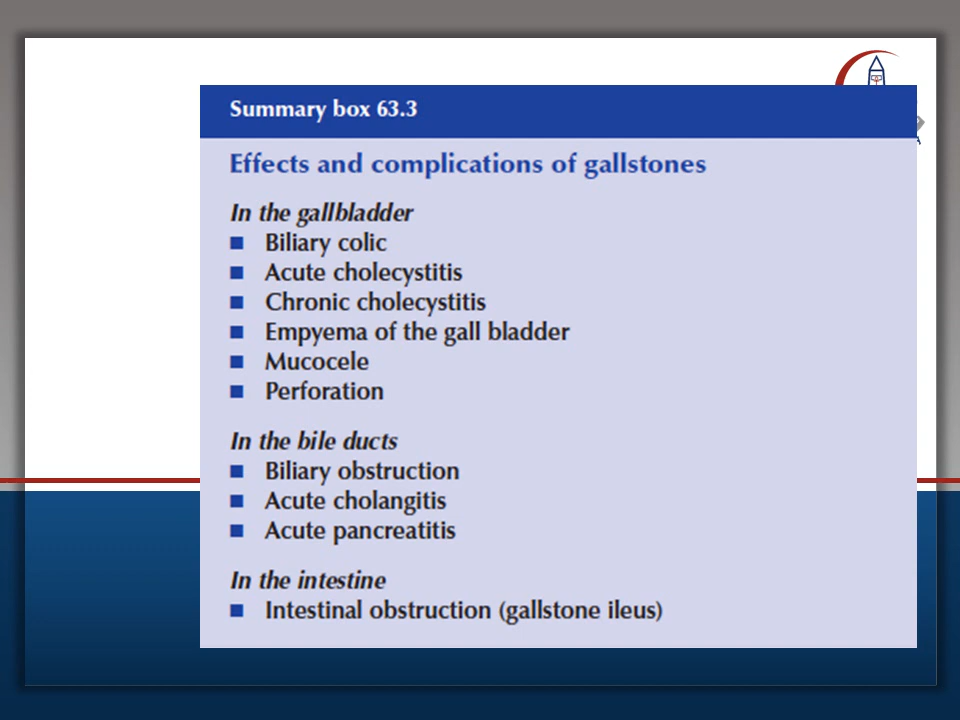 Summary box 63.3
Effects and complications of gallstones
In the gallbladder
■ Biliary colic
■ Acute cholecystitis
■ Chronic cholecystitis
■ Empyema of the gall bladder
■ Mucocele
■ Perforation
In the bile ducts
■ Biliary obstruction
■ Acute cholangitis
■ Acute pancreatitis
In the intestine
■ Intestinal obstruction (gallstone ileus)